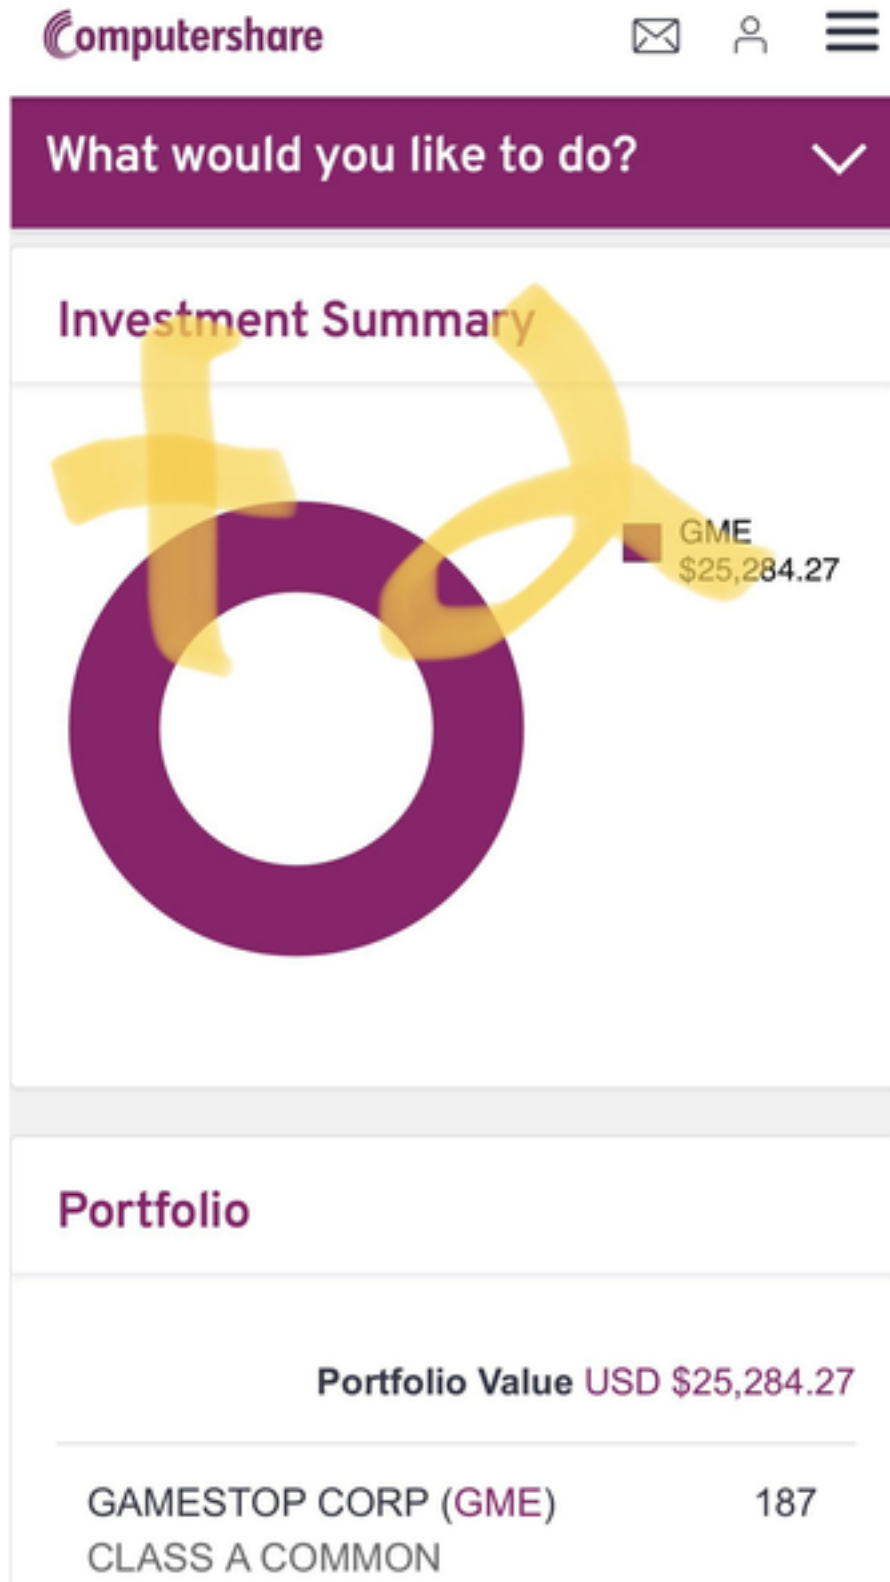 Computershare
What would you like to do?
Investment Summary
t2
GME
$25,284.27
Portfolio
Portfolio Value USD $25,284.27
GAMESTOP CORP (GME) 187
CLASS A COMMON